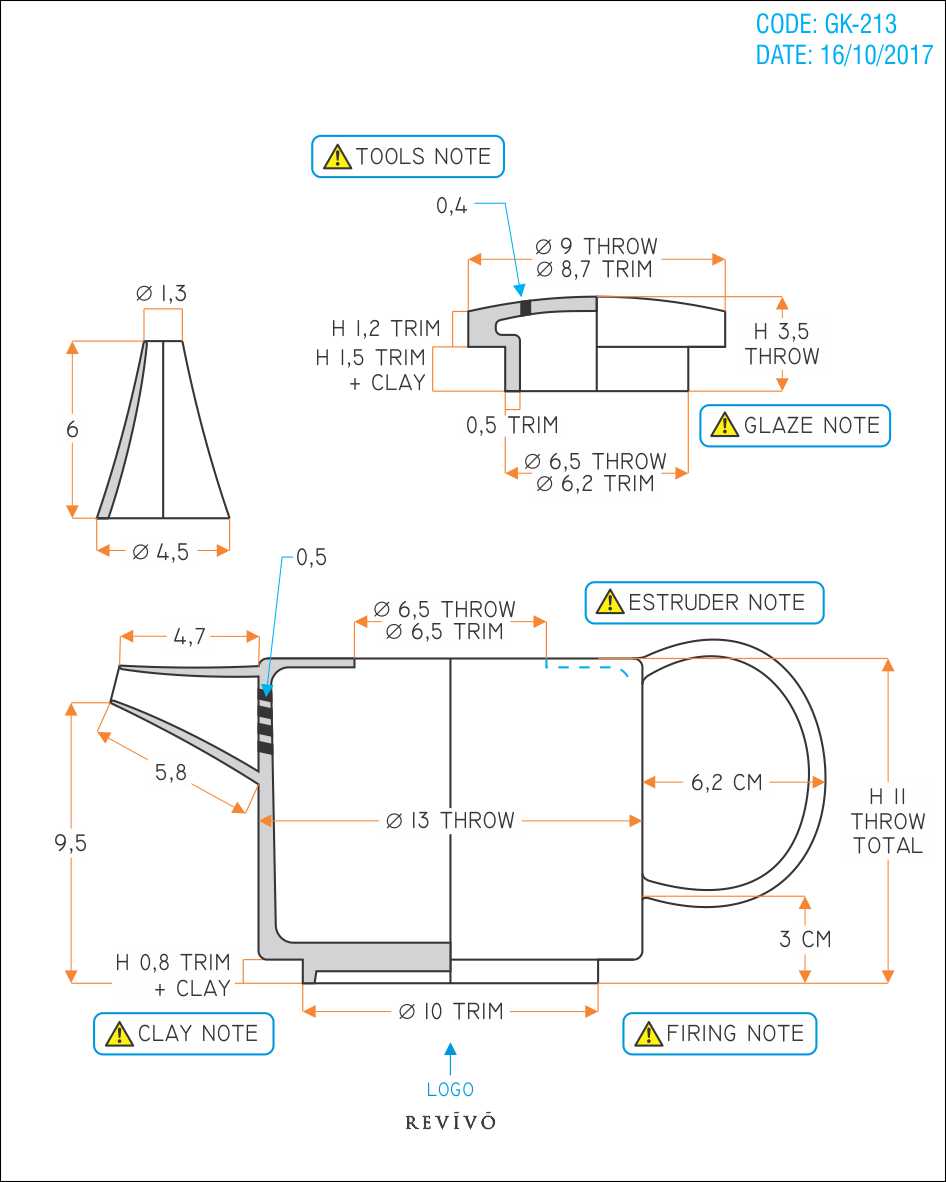 CODE: GK-213
DATE: 16/10/2017
TOOLS NOTE
0,4
Ø 9 THROW
Ø 8,7 TRIM
Ø 1,3
H 1,2 TRIM
H 3,5
THROW
H 1,5 TRIM
+ CLAY
6
0,5 TRIM
GLAZE NOTE
Ø 6,5 THROW
Ø 6,2 TRIM
Ø 4,5
0,5
ESTRUDER NOTE
Ø 6,5 THROW
Ø 6,5 TRIM
4,7
5,8
6,2 CM
H 11
THROW
TOTAL
Ø 13 THROW
9,5
3 CM
H 0,8 TRIM
+ CLAY
Ø 10 TRIM
CLAY NOTE
FIRING NOTE
LOGO
REVĪVŌ